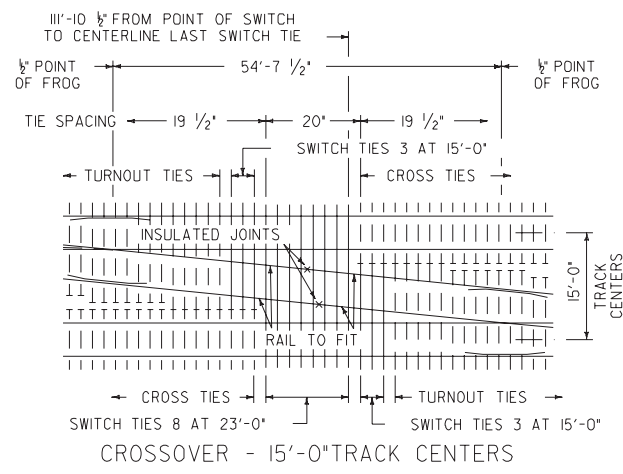 111'-10 ½" FROM POINT OF SWITCH
TO CENTERLINE LAST SWITCH TIE
½" POINT
OF FROG
54'-7 ½"
½" POINT
OF FROG
TIE SPACING
19 ½"
20"
19 ½"
SWITCH TIES 3 AT 15'-0"
TURNOUT TIES
CROSS TIES
INSULATED JOINTS
15'-0"
TRACK
CENTERS
RAIL TO FIT
CROSS TIES
TURNOUT TIES
SWITCH TIES 8 AT 23'-0"
SWITCH TIES 3 AT 15'-0"
CROSSOVER - 15'-0"TRACK CENTERS